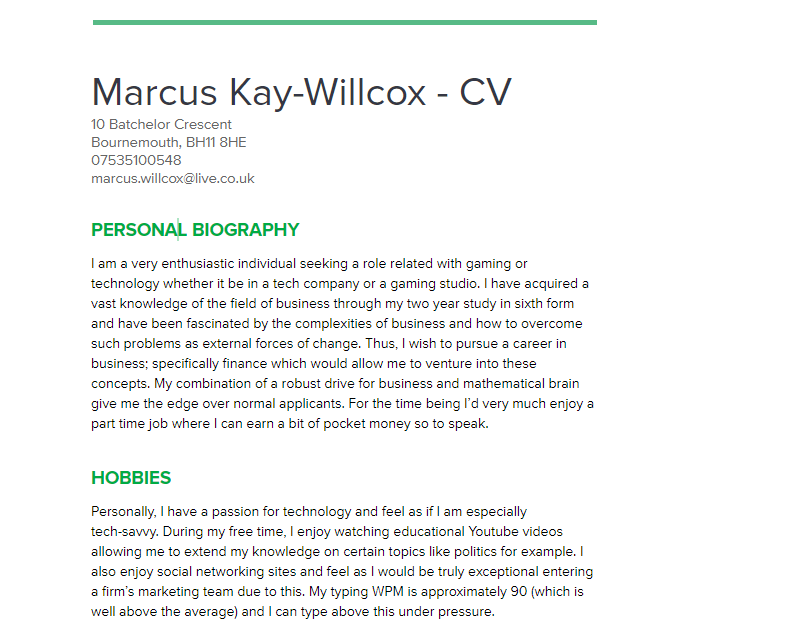 Marcus Kay-Willcox - CV
10 Batchelor Crescent
Bournemouth, BH11 8HE
07535100548
marcus.willcox@live.co.uk
PERSONAL BIOGRAPHY
I am a very enthusiastic individual seeking a role related with gaming or
technology whether it be in a tech company or a gaming studio. I have acquired a
vast knowledge of the field of business through my two year study in sixth form
and have been fascinated by the complexities of business and how to overcome
such problems as external forces of change. Thus, I wish to pursue a career in
business; specifically finance which would allow me to venture into these
concepts. My combination of a robust drive for business and mathematical brain
give me the edge over normal applicants. For the time being I’d very much enjoy a
part time job where I can earn a bit of pocket money so to speak.
HOBBIES
Personally, I have a passion for technology and feel as if I am especially
tech-savvy. During my free time, I enjoy watching educational Youtube videos
allowing me to extend my knowledge on certain topics like politics for example. I
also enjoy social networking sites and feel as I would be truly exceptional entering
a firm’s marketing team due to this. My typing WPM is approximately 90 (which is
well above the average) and I can type above this under pressure.